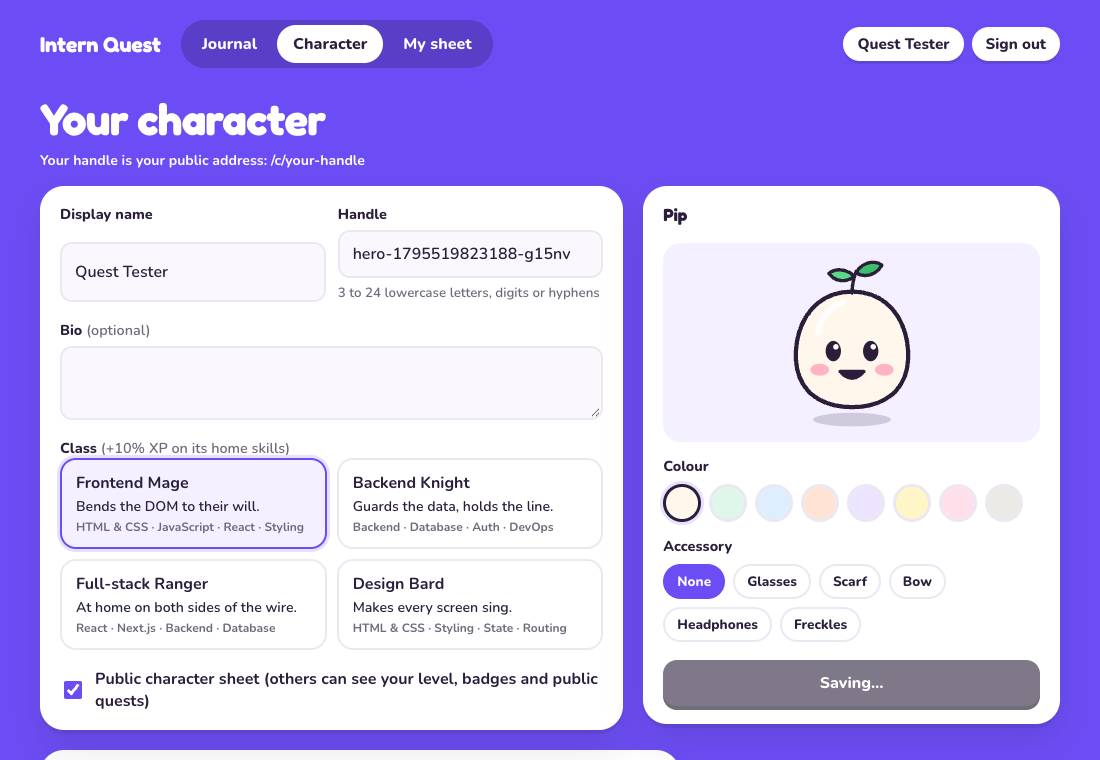 Intern Quest
Journal
Character
My sheet
Quest Tester
Sign out
Your character
Your handle is your public address: /c/your-handle
Display name
Handle
Quest Tester
hero-1795519823188-g15nv
3 to 24 lowercase letters, digits or hyphens
Bio (optional)
Class (+10% XP on its home skills)
Frontend Mage
Bends the DOM to their will.
HTML & CSS · JavaScript · React · Styling
Backend Knight
Guards the data, holds the line.
Backend · Database · Auth · DevOps
Full-stack Ranger
At home on both sides of the wire.
React · Next.js · Backend · Database
Design Bard
Makes every screen sing.
HTML & CSS · Styling · State · Routing
Public character sheet (others can see your level, badges and public
quests)
Pip
Colour
Accessory
None
Glasses
Scarf
Bow
Headphones
Freckles
Saving...